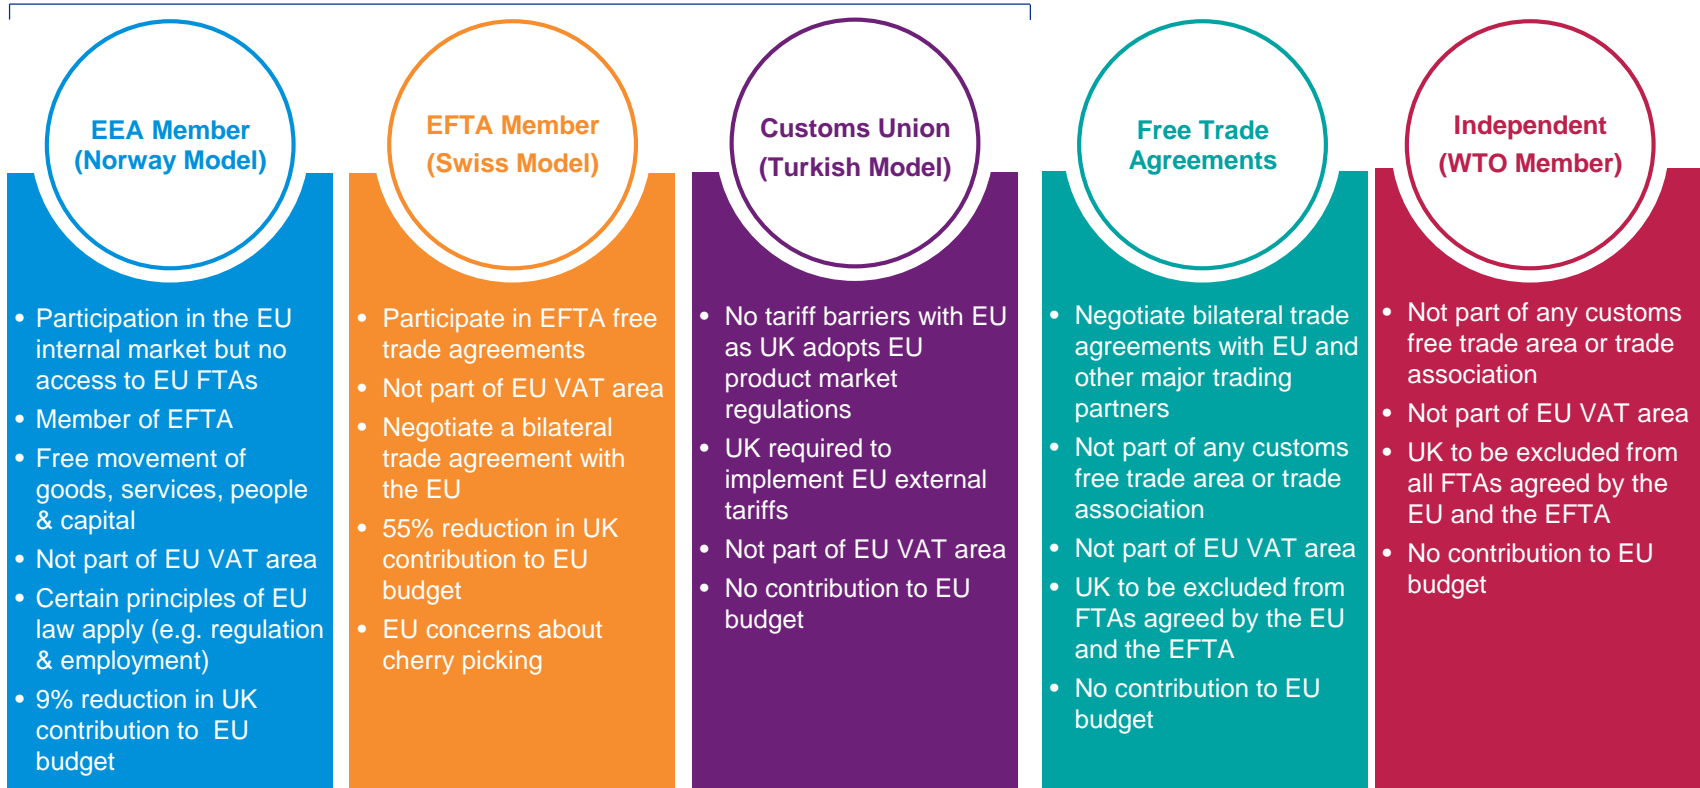 EEA Member
(Norway Model)
• Participation in the EU
internal market but no
access to EU FTAs
• Member of EFTA
• Free movement of
goods, services, people
& capital
• Not part of EU VAT area
• Certain principles of EU
law apply (e.g. regulation
& employment)
• 9% reduction in UK
contribution to  EU
budget
EFTA Member
(Swiss Model)
• Participate in EFTA free
trade agreements
• Not part of EU VAT area
• Negotiate a bilateral
trade agreement with
the EU
• 55% reduction in UK
contribution to EU
budget
• EU concerns about
cherry picking
Customs Union
(Turkish Model)
• No tariff barriers with EU
as UK adopts EU
product market
regulations
• UK required to
implement EU external
tariffs
• Not part of EU VAT area
• No contribution to EU
budget
Free Trade
Agreements
• Negotiate bilateral trade
agreements with EU and
other major trading
partners
• Not part of any customs
free trade area or trade
association
• Not part of EU VAT area
• UK to be excluded from
FTAs agreed by the EU
and the EFTA
• No contribution to EU
budget
Independent
(WTO Member)
• Not part of any customs
free trade area or trade
association
• Not part of EU VAT area
• UK to be excluded from
all FTAs agreed by the
EU and the EFTA
• No contribution to EU
budget